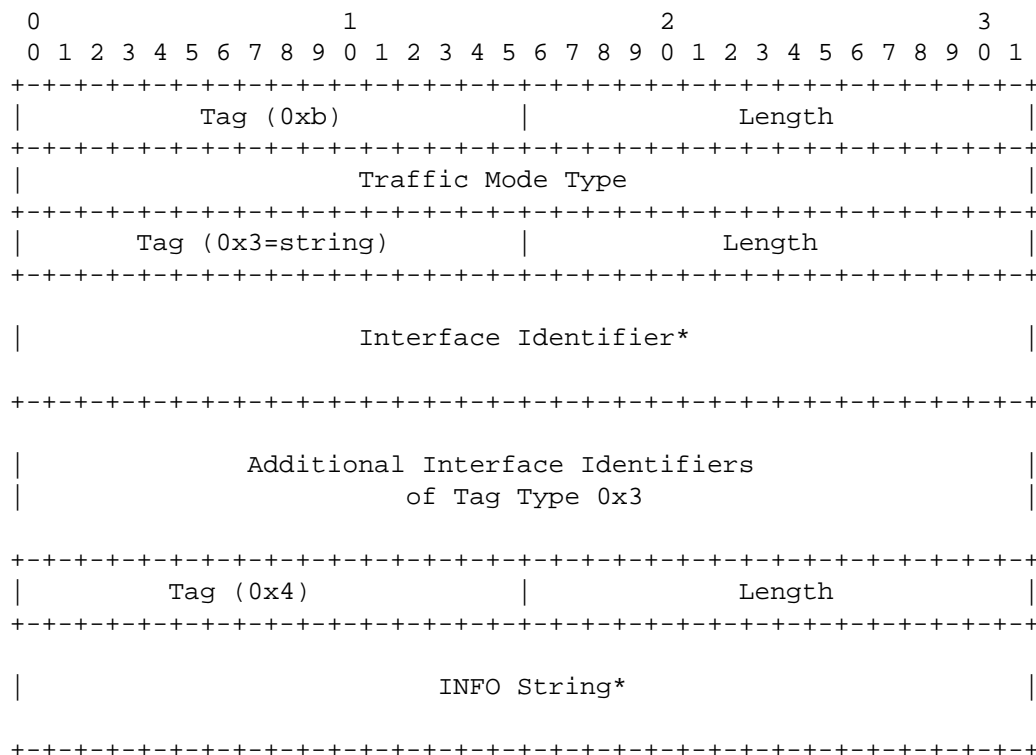 0                   1                   2                   3
0 1 2 3 4 5 6 7 8 9 0 1 2 3 4 5 6 7 8 9 0 1 2 3 4 5 6 7 8 9 0 1
+-+-+-+-+-+-+-+-+-+-+-+-+-+-+-+-+-+-+-+-+-+-+-+-+-+-+-+-+-+-+-+-+
|           Tag (0xb)           |             Length            |
+-+-+-+-+-+-+-+-+-+-+-+-+-+-+-+-+-+-+-+-+-+-+-+-+-+-+-+-+-+-+-+-+
|                     Traffic Mode Type                         |
+-+-+-+-+-+-+-+-+-+-+-+-+-+-+-+-+-+-+-+-+-+-+-+-+-+-+-+-+-+-+-+-+
|       Tag (0x3=string)        |            Length             |
+-+-+-+-+-+-+-+-+-+-+-+-+-+-+-+-+-+-+-+-+-+-+-+-+-+-+-+-+-+-+-+-+
|                     Interface Identifier*                     |
+-+-+-+-+-+-+-+-+-+-+-+-+-+-+-+-+-+-+-+-+-+-+-+-+-+-+-+-+-+-+-+-+
|              Additional Interface Identifiers                 |
|                        of Tag Type 0x3                        |
+-+-+-+-+-+-+-+-+-+-+-+-+-+-+-+-+-+-+-+-+-+-+-+-+-+-+-+-+-+-+-+-+
|         Tag (0x4)             |             Length            |
+-+-+-+-+-+-+-+-+-+-+-+-+-+-+-+-+-+-+-+-+-+-+-+-+-+-+-+-+-+-+-+-+
|                          INFO String*                         |
+-+-+-+-+-+-+-+-+-+-+-+-+-+-+-+-+-+-+-+-+-+-+-+-+-+-+-+-+-+-+-+-+